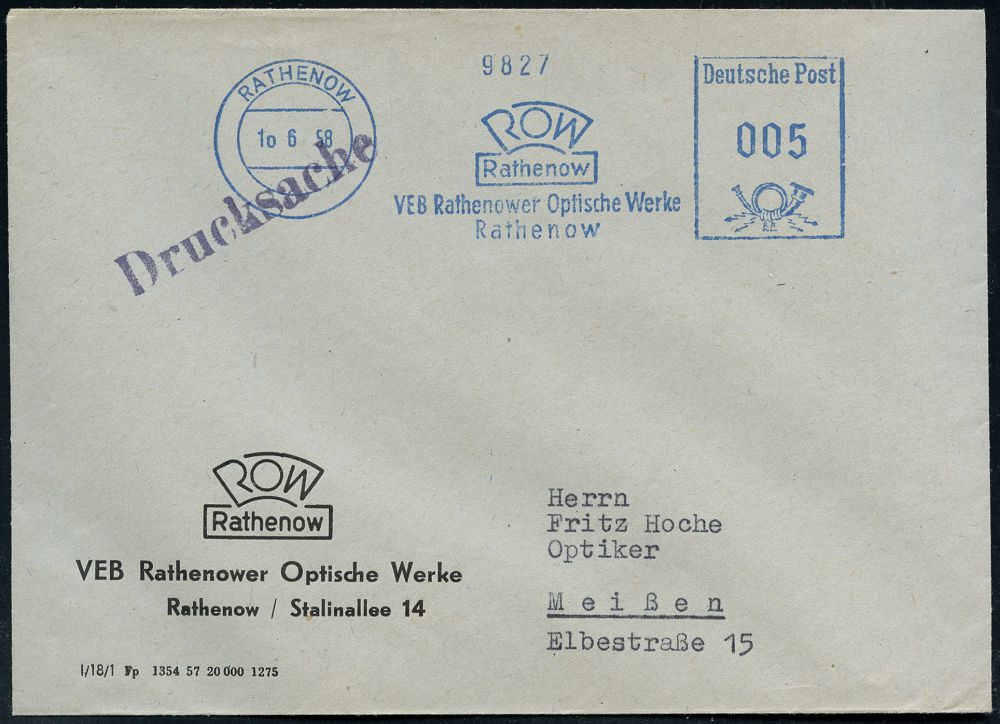 RATHENOW
1o 6 58
9827
ROW
Rathenow
VEB Rathenower Optische Werke
Rathenow
Deutsche Post
005
Drucksache
ROW
Rathenow
VEB Rathenower Optische Werke
Rathenow / Stalinallee 14
I/18/1 Fp 1354 57 20 000 1275
Herrn
Fritz Hoche
Optiker
Meißen
Elbestraße 15